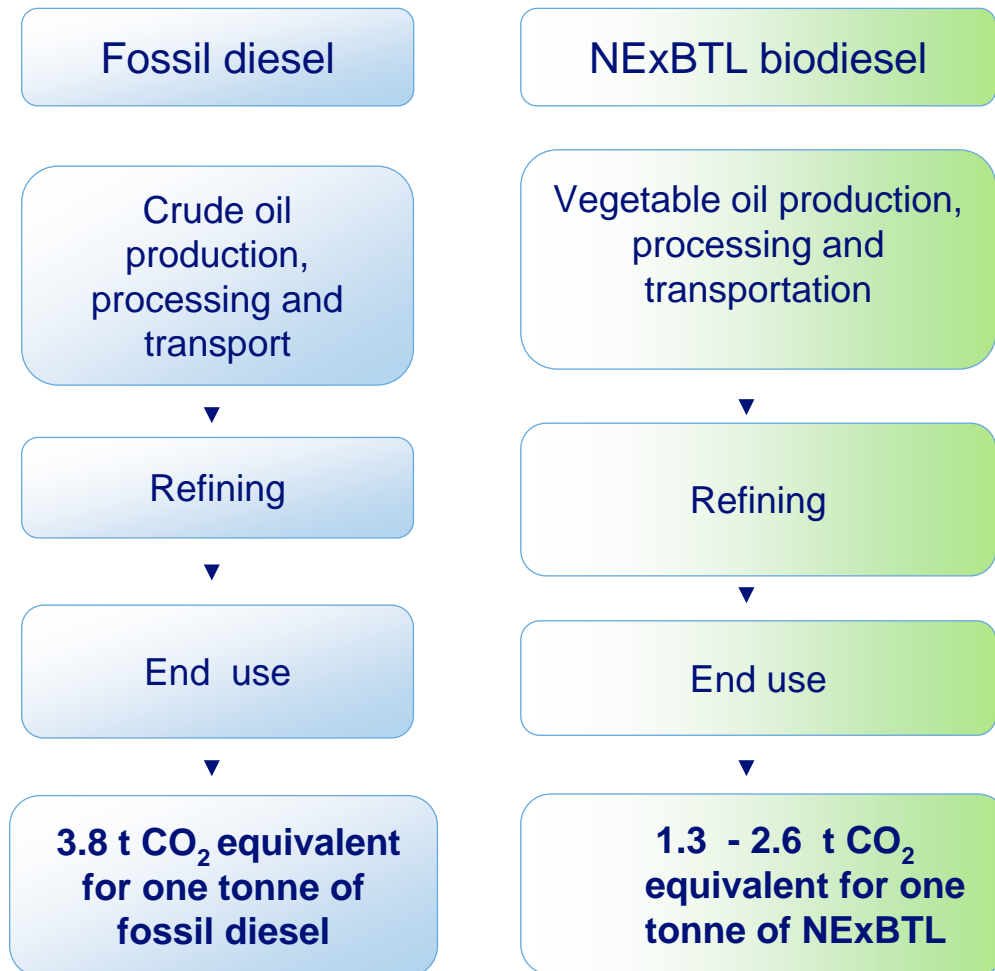 Fossil diesel
NExBTL biodiesel
Crude oil
production,
processing and
transport
Vegetable oil production,
processing and
transportation
Refining
Refining
End use
End use
3.8 t CO₂ equivalent
for one tonne of
fossil diesel
1.3 - 2.6 t CO₂
equivalent for one
tonne of NExBTL